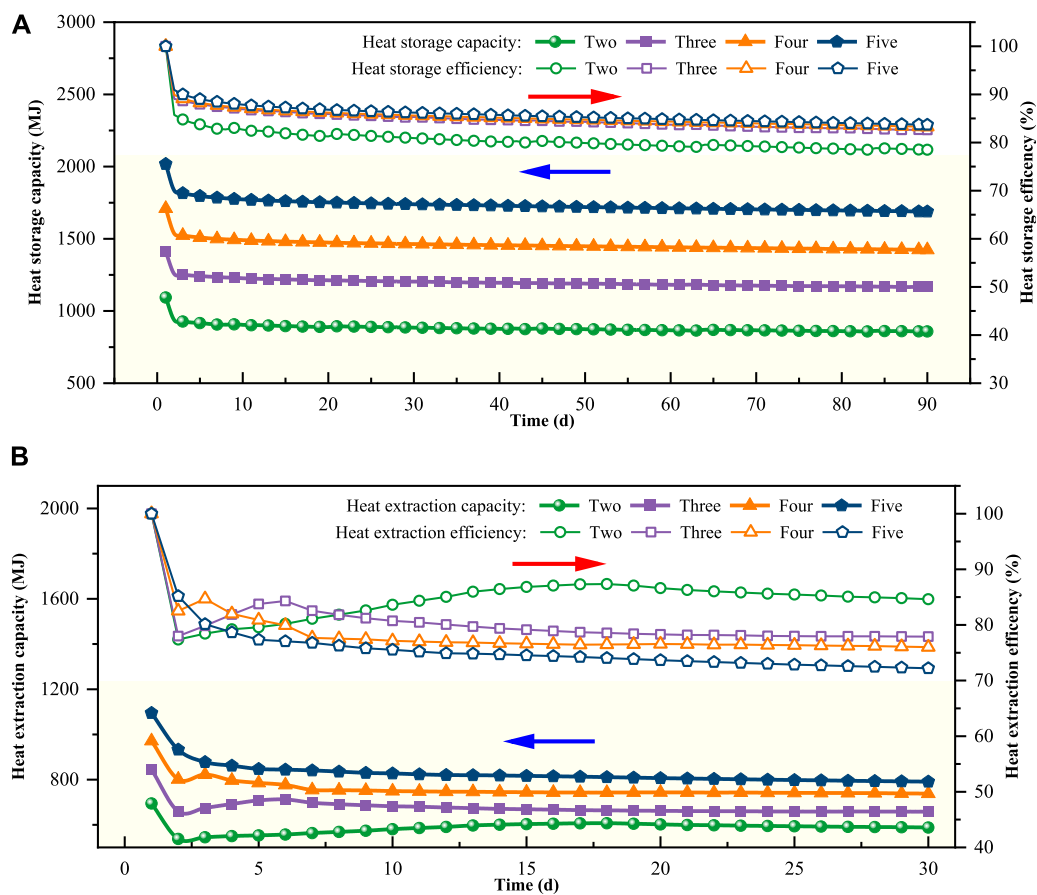 A
Heat storage capacity: Two Three Four Five
Heat storage efficiency: Two Three Four Five
3000
2500
2000
1500
1000
500
Heat storage capacity (MJ)
100
90
80
70
60
50
40
30
Heat storage efficency (%)
0 10 20 30 40 50 60 70 80 90
Time (d)
B
Heat extraction capacity: Two Three Four Five
Heat extraction efficiency: Two Three Four Five
2000
1600
1200
800
Heat extraction capacity (MJ)
100
90
80
70
60
50
40
Heat extraction efficency (%)
0 5 10 15 20 25 30
Time (d)